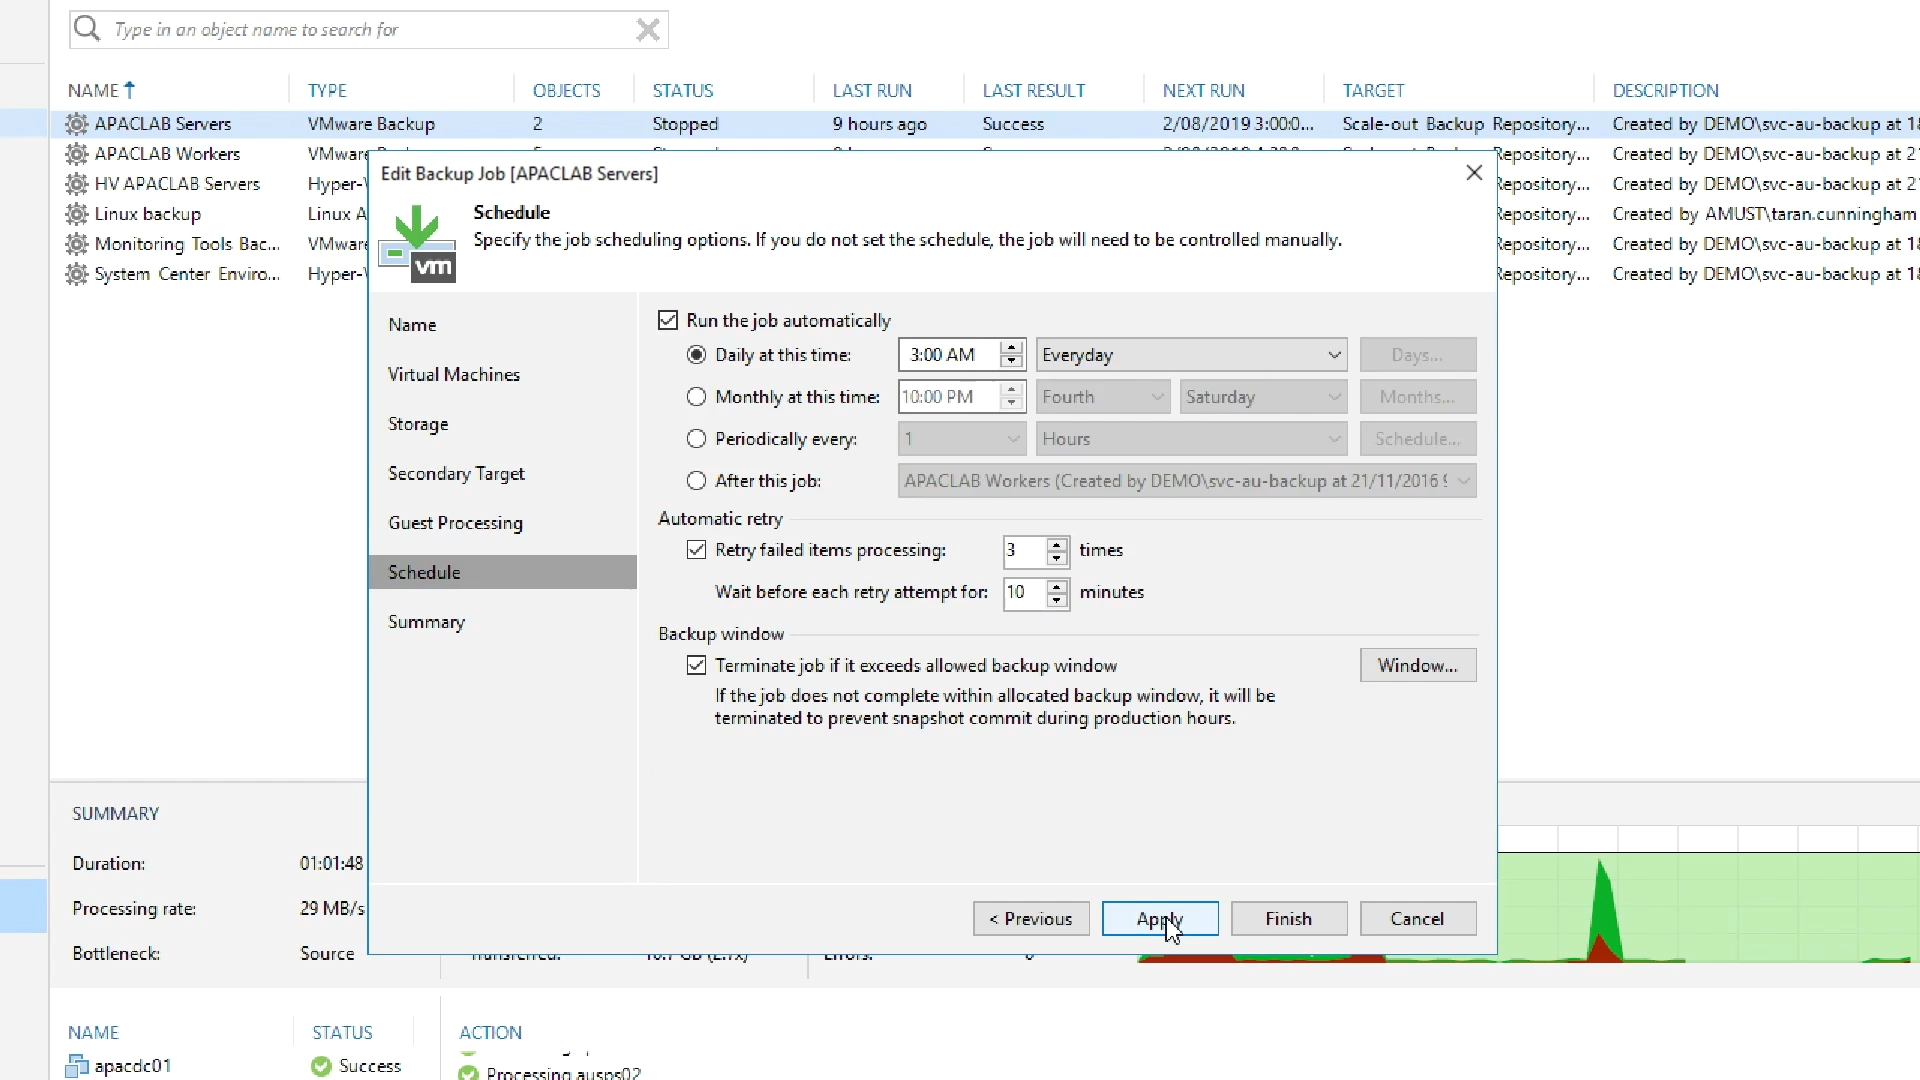 Type in an object name to search for
NAME TYPE OBJECTS STATUS LAST RUN LAST RESULT NEXT RUN TARGET DESCRIPTION
APACLAB Servers VMware Backup 2 Stopped 9 hours ago Success 2/08/2019 3:00:0... Scale-out Backup Repository... Created by DEMO\svc-au-backup at 18
APACLAB Workers VMware Repository... Created by DEMO\svc-au-backup at 2
HV APACLAB Servers Hyper- Repository... Created by DEMO\svc-au-backup at 2
Linux backup Linux A Repository... Created by AMUST\taran.cunningham
Monitoring Tools Bac... VMware Repository... Created by DEMO\svc-au-backup at 18
System Center Enviro... Hyper- Repository... Created by DEMO\svc-au-backup at 18
Edit Backup Job [APACLAB Servers]
Schedule
Specify the job scheduling options. If you do not set the schedule, the job will need to be controlled manually.
vm
Name
Virtual Machines
Storage
Secondary Target
Guest Processing
Schedule
Summary
Run the job automatically
Daily at this time: 3:00 AM Everyday Days...
Monthly at this time: 10:00 PM Fourth Saturday Months...
Periodically every: 1 Hours Schedule...
After this job: APACLAB Workers (Created by DEMO\svc-au-backup at 21/11/2016 9
Automatic retry
Retry failed items processing: 3 times
Wait before each retry attempt for: 10 minutes
Backup window
Terminate job if it exceeds allowed backup window Window...
If the job does not complete within allocated backup window, it will be
terminated to prevent snapshot commit during production hours.
< Previous Apply Finish Cancel
SUMMARY
Duration: 01:01:48
Processing rate: 29 MB/s
Bottleneck: Source
NAME STATUS ACTION
apacdc01 Success
Processing ausps02